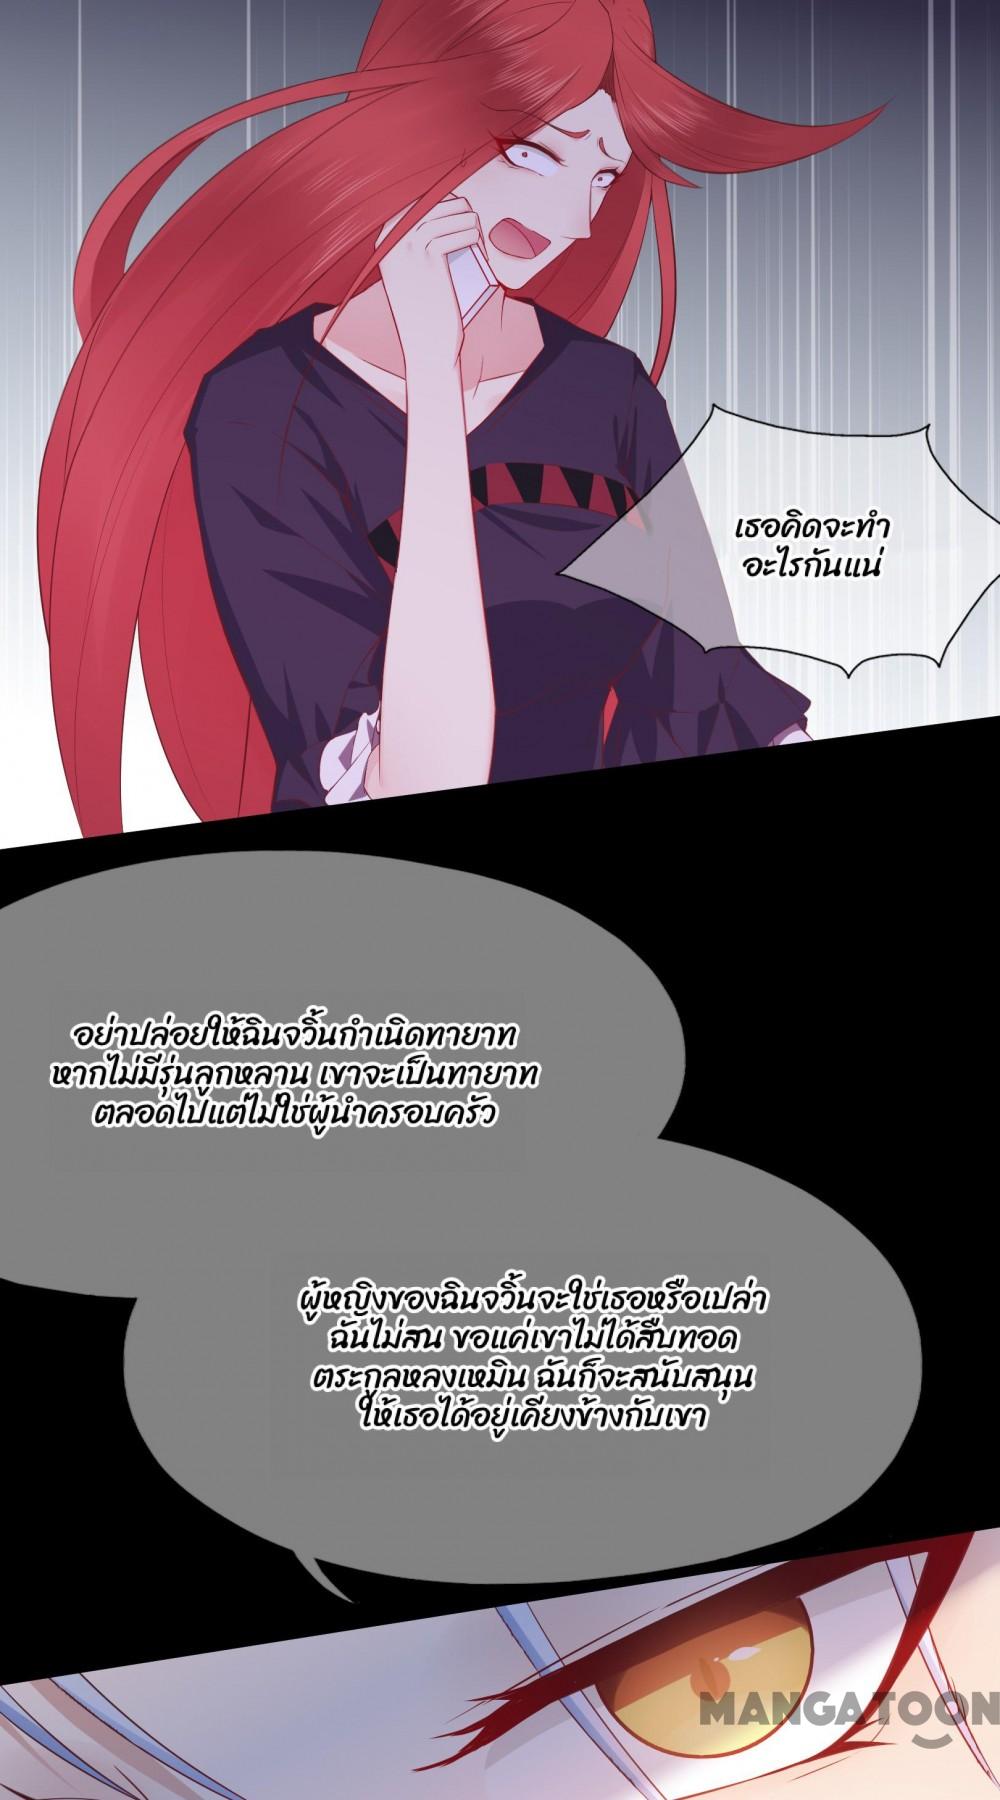 เธอคิดจะทำ
อะไรกันแน่
อย่าปล่อยให้ฉินจวิ้นกำเนิดทายาท
หากไม่มีรุ่นลูกหลาน เขาจะเป็นทายาท
ตลอดไปแต่ไม่ใช่ผู้นำครอบครัว
ผู้หญิงของฉินจวิ้นจะใช่เธอหรือเปล่า
ฉันไม่สน ขอแค่เขาไม่ได้สืบทอด
ตระกูลหลงเหมิน ฉันก็จะสนับสนุน
ให้เธอได้อยู่เคียงข้างกับเขา
MANGATOON